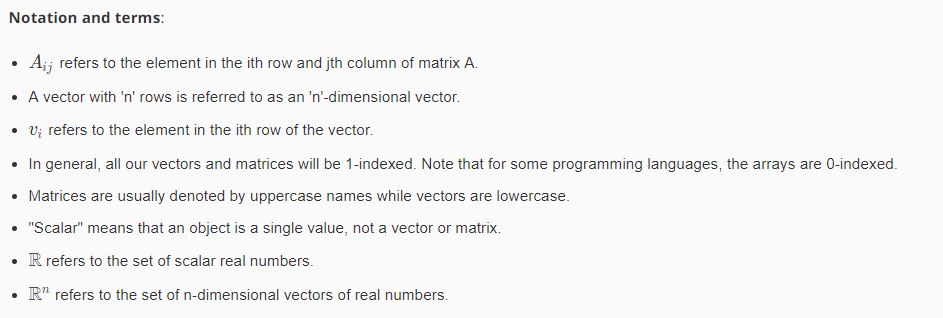 Notation and terms:
• A_{ij} refers to the element in the ith row and jth column of matrix A.
• A vector with 'n' rows is referred to as an 'n'-dimensional vector.
• v_i refers to the element in the ith row of the vector.
• In general, all our vectors and matrices will be 1-indexed. Note that for some programming languages, the arrays are 0-indexed.
• Matrices are usually denoted by uppercase names while vectors are lowercase.
• "Scalar" means that an object is a single value, not a vector or matrix.
• ℝ refers to the set of scalar real numbers.
• ℝⁿ refers to the set of n-dimensional vectors of real numbers.